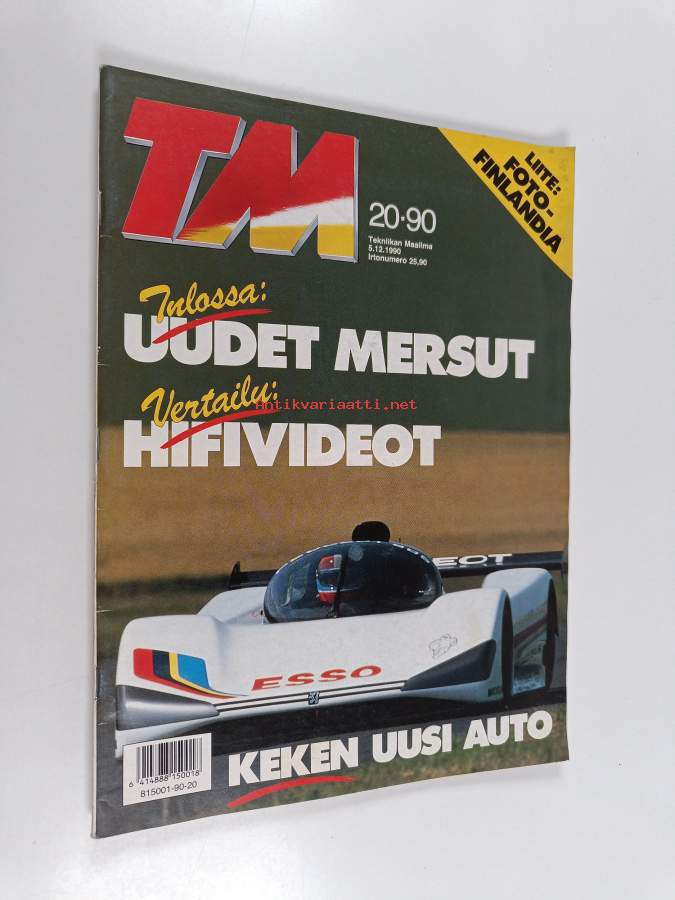 TM
LIITE:
FOTO-
FINLANDIA
20•90
Tekniikan Maailma
5.12.1990
Irtonumero 25,90
Tulossa:
UUDET MERSUT
Vertailu:
Antikvariaatti.net
HIFIVIDEOT
EOT
ESSO
KEKEN UUSI AUTO
6 414888 150018
815001-90-20